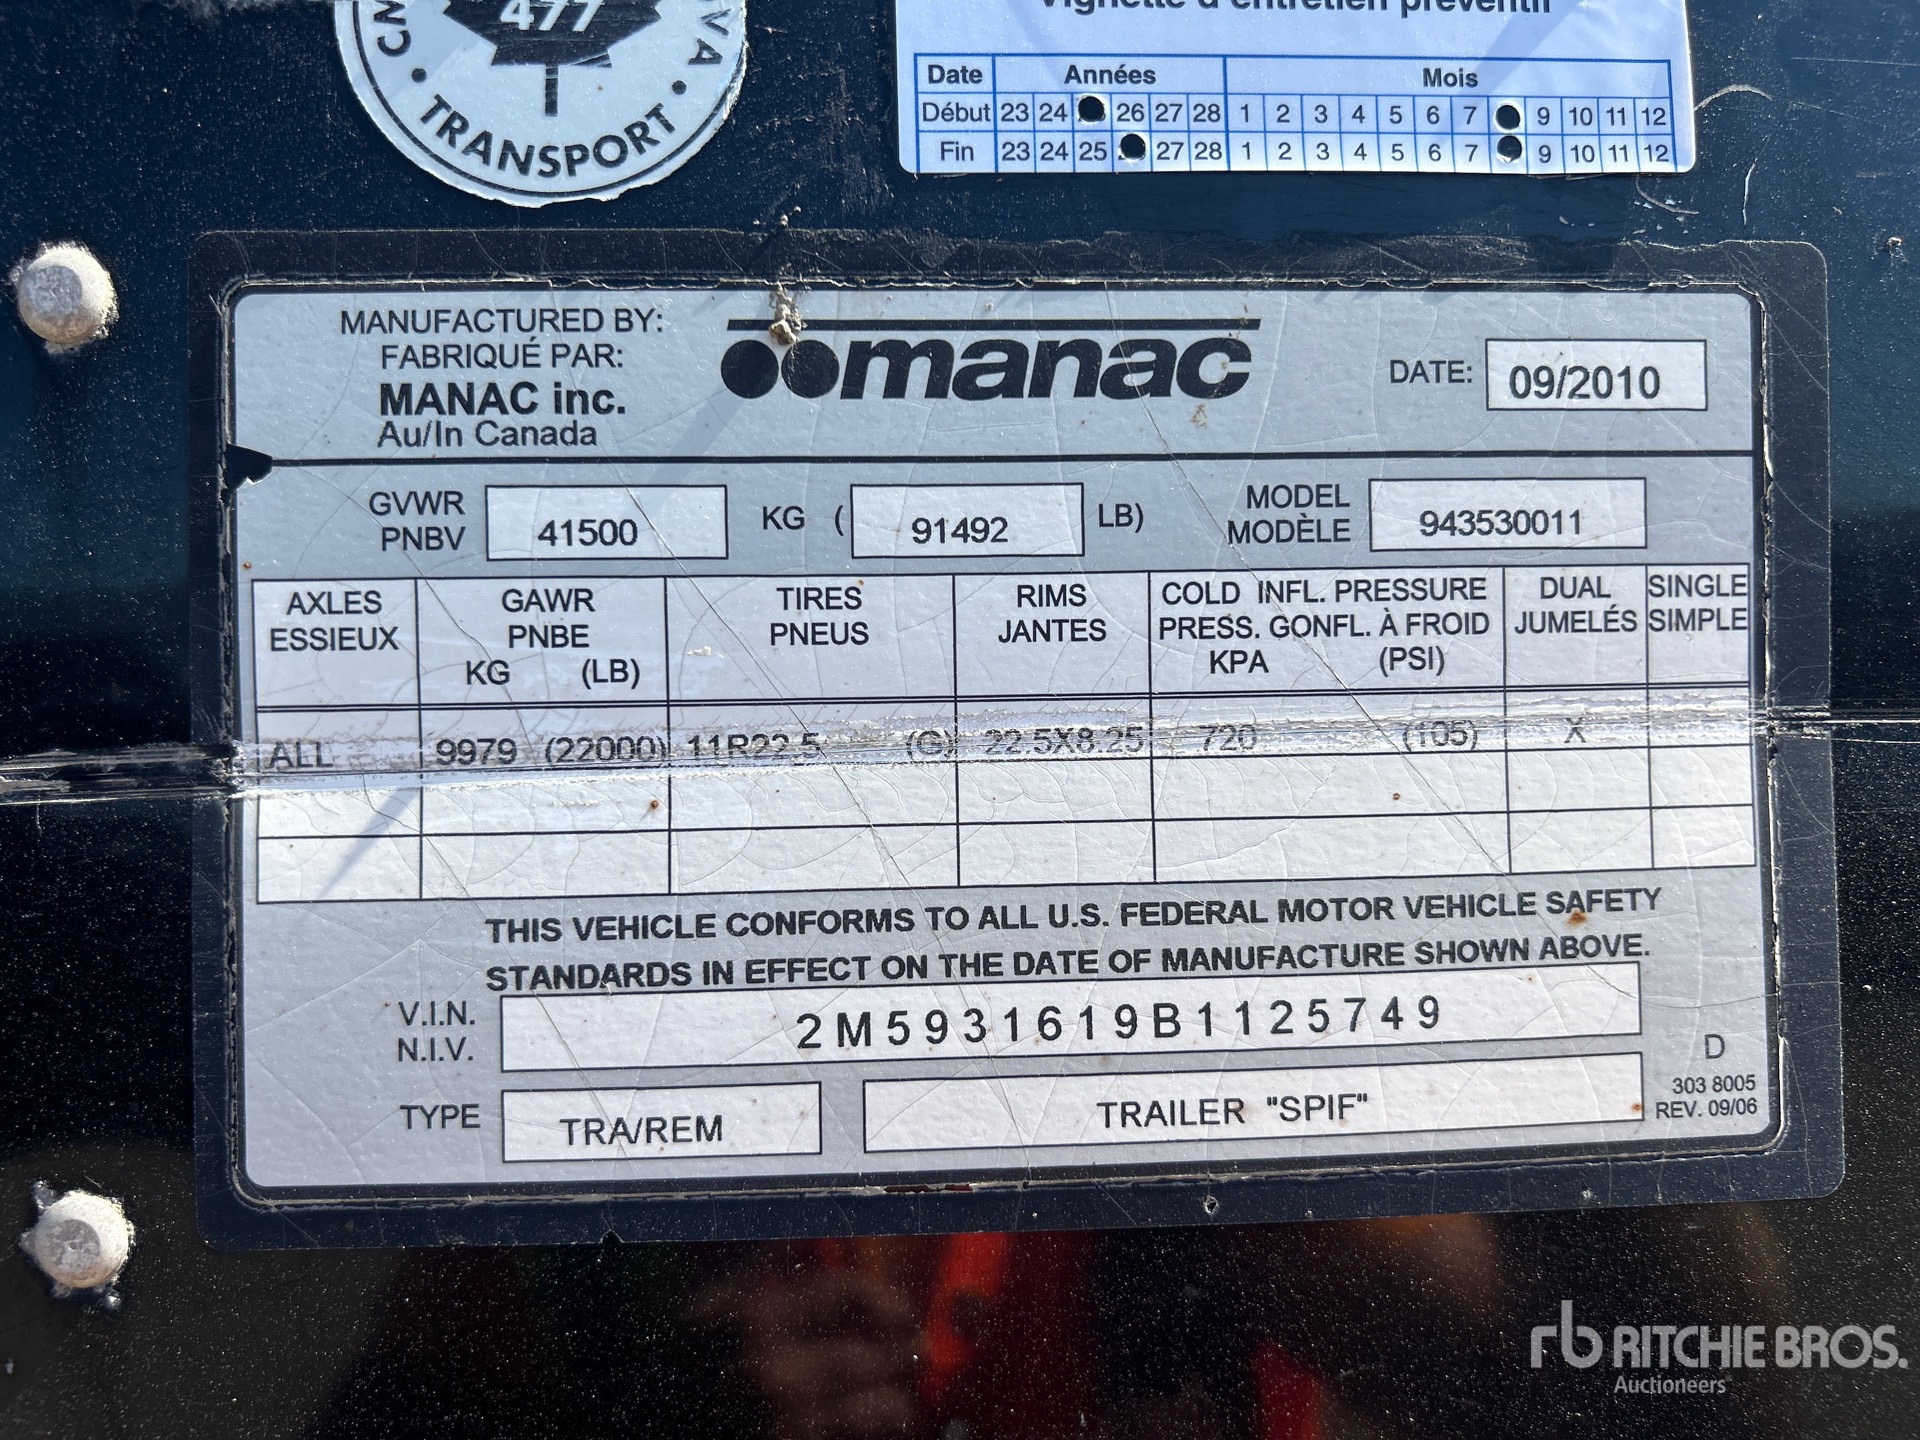 477
TRANSPORT
Vignette d'entretien préventif
Date Années Mois
Début 23 24 26 27 28 1 2 3 4 5 6 7 9 10 11 12
Fin 23 24 25 27 28 1 2 3 4 5 6 7 9 10 11 12
MANUFACTURED BY:
FABRIQUÉ PAR:
MANAC inc.
Au/In Canada
manac
DATE: 09/2010
GVWR
PNBV
41500 KG ( 91492 LB)
MODEL
MODÈLE
943530011
AXLES
ESSIEUX
GAWR
PNBE
KG (LB)
TIRES
PNEUS
RIMS
JANTES
COLD INFL. PRESSURE
PRESS. GONFL. À FROID
KPA (PSI)
DUAL
JUMELÉS
SINGLE
SIMPLE
ALL 9979 (22000) 11R22.5 (G) 22.5X8.25 720 (105) X
THIS VEHICLE CONFORMS TO ALL U.S. FEDERAL MOTOR VEHICLE SAFETY
STANDARDS IN EFFECT ON THE DATE OF MANUFACTURE SHOWN ABOVE.
V.I.N.
N.I.V.
2M5931619B1125749
TYPE TRA/REM TRAILER "SPIF"
D
303 8005
REV. 09/06
rb RITCHIE BROS.
Auctioneers